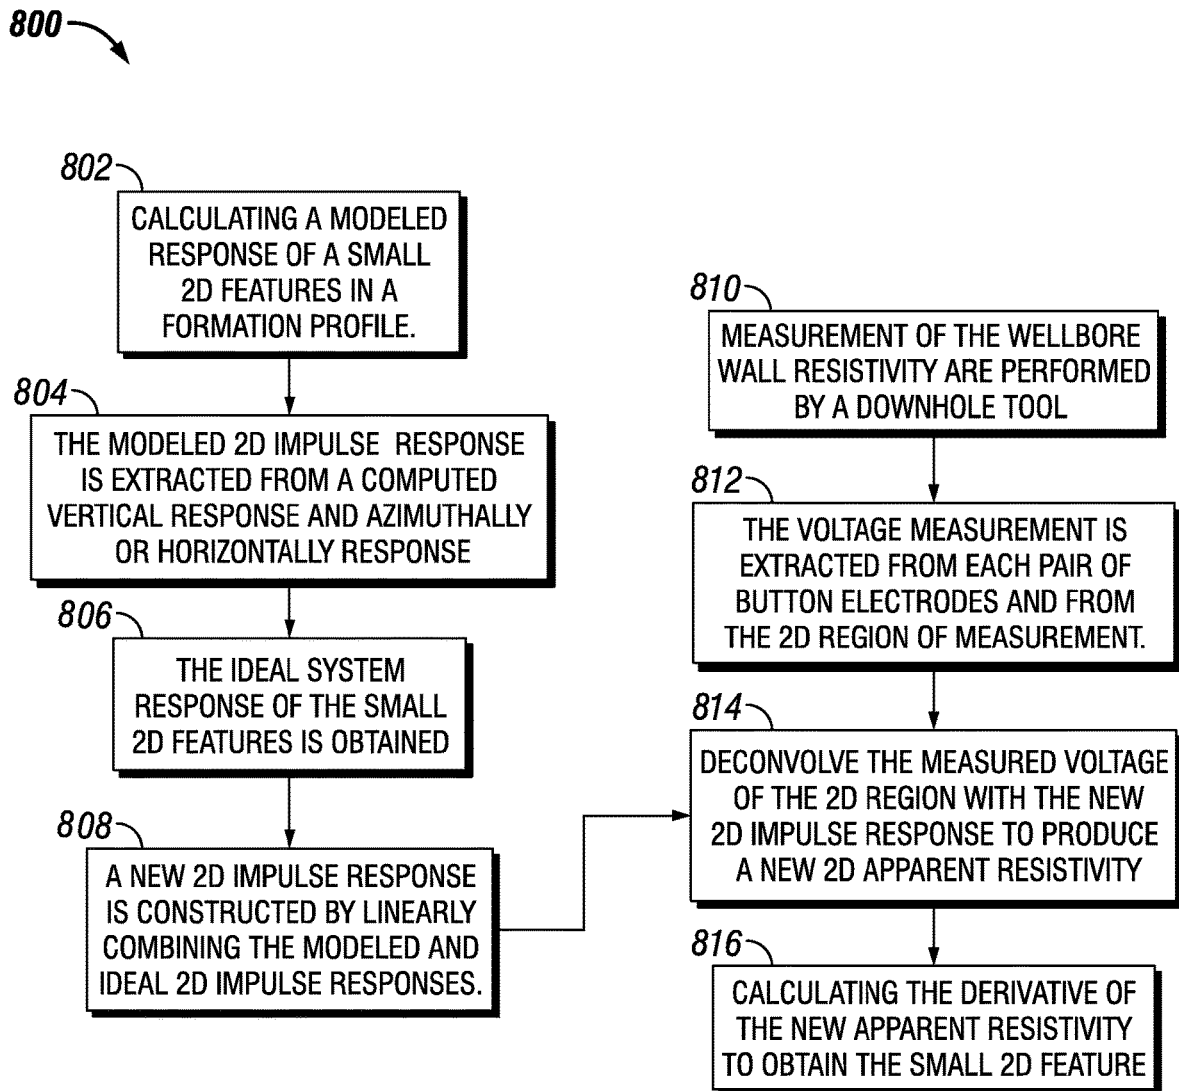 800
802
CALCULATING A MODELED
RESPONSE OF A SMALL
2D FEATURES IN A
FORMATION PROFILE.
804
THE MODELED 2D IMPULSE RESPONSE
IS EXTRACTED FROM A COMPUTED
VERTICAL RESPONSE AND AZIMUTHALLY
OR HORIZONTALLY RESPONSE
806
THE IDEAL SYSTEM
RESPONSE OF THE SMALL
2D FEATURES IS OBTAINED
808
A NEW 2D IMPULSE RESPONSE
IS CONSTRUCTED BY LINEARLY
COMBINING THE MODELED AND
IDEAL 2D IMPULSE RESPONSES.
810
MEASUREMENT OF THE WELLBORE
WALL RESISTIVITY ARE PERFORMED
BY A DOWNHOLE TOOL
812
THE VOLTAGE MEASUREMENT IS
EXTRACTED FROM EACH PAIR OF
BUTTON ELECTRODES AND FROM
THE 2D REGION OF MEASUREMENT.
814
DECONVOLVE THE MEASURED VOLTAGE
OF THE 2D REGION WITH THE NEW
2D IMPULSE RESPONSE TO PRODUCE
A NEW 2D APPARENT RESISTIVITY
816
CALCULATING THE DERIVATIVE OF
THE NEW APPARENT RESISTIVITY
TO OBTAIN THE SMALL 2D FEATURE